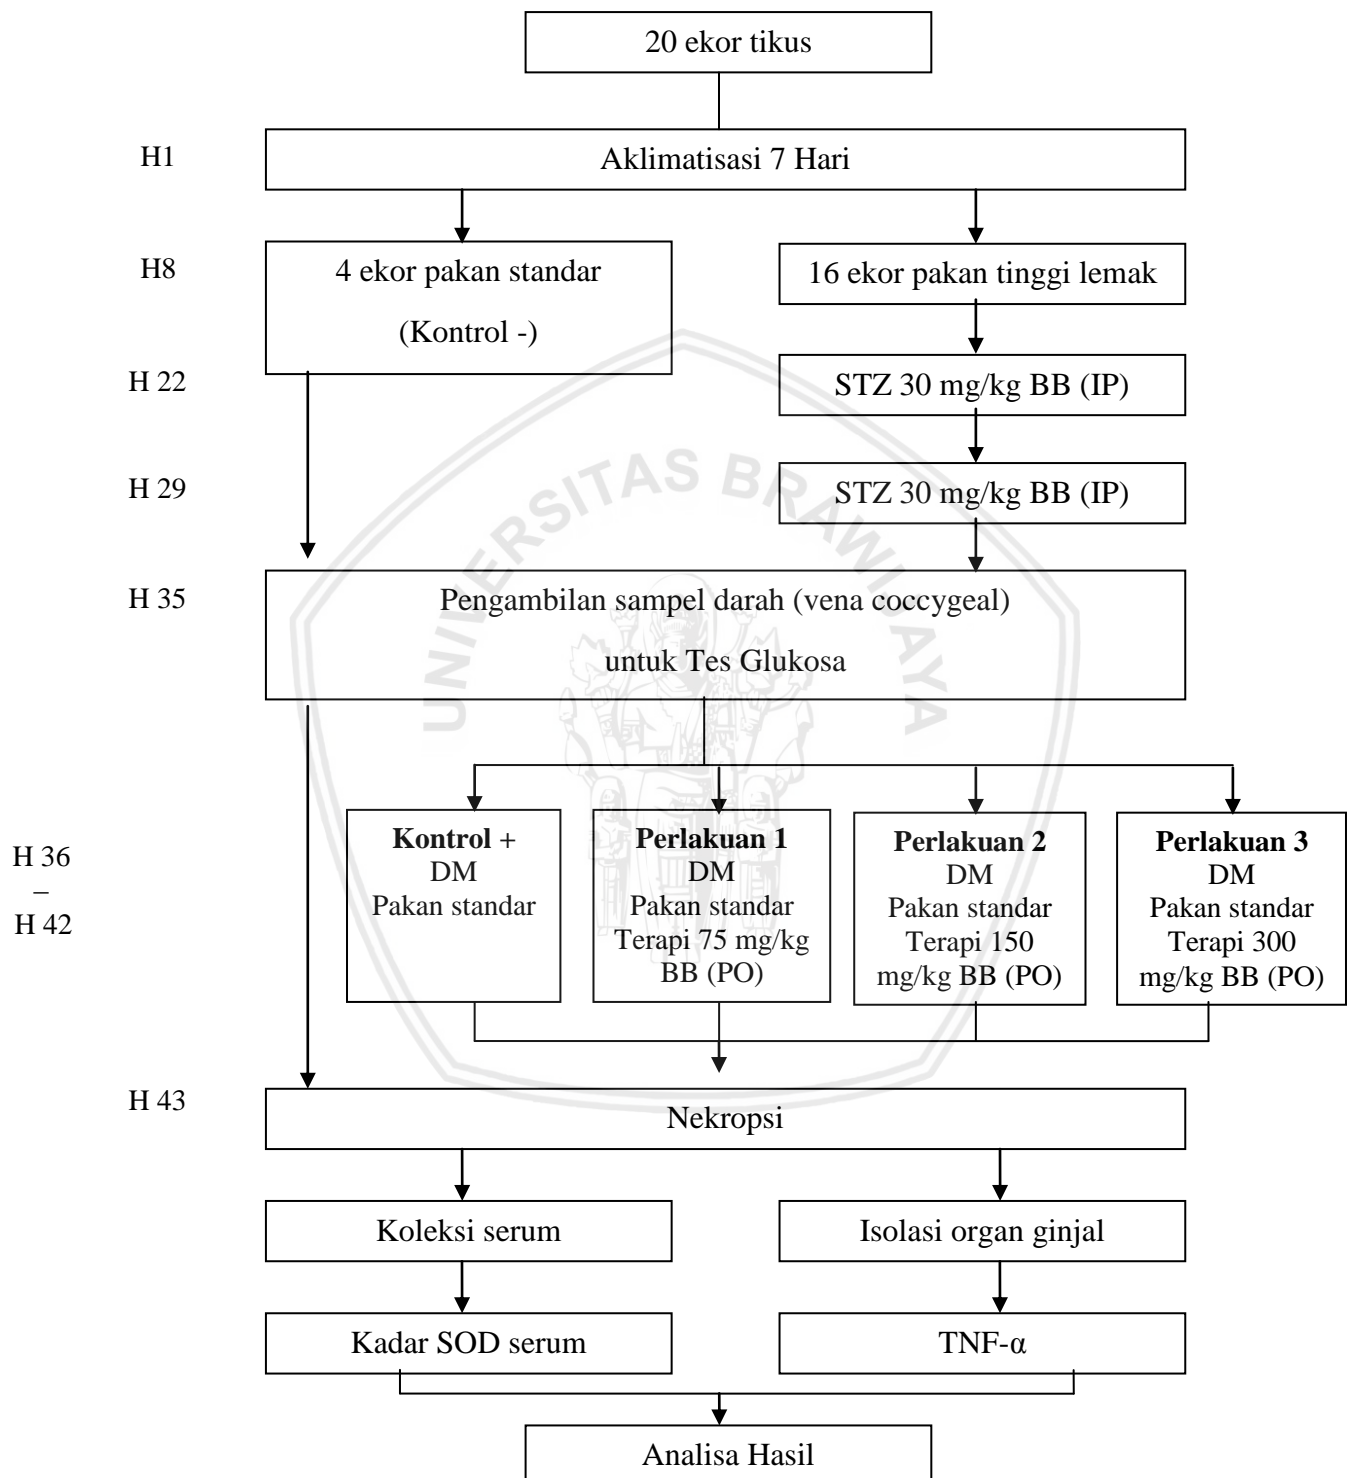 20 ekor tikus
H1
Aklimatisasi 7 Hari
H8
4 ekor pakan standar
(Kontrol -)
16 ekor pakan tinggi lemak
H 22
STZ 30 mg/kg BB (IP)
H 29
STZ 30 mg/kg BB (IP)
H 35
Pengambilan sampel darah (vena coccygeal)
untuk Tes Glukosa
H 36
–
H 42
Kontrol +
DM
Pakan standar
Perlakuan 1
DM
Pakan standar
Terapi 75 mg/kg
BB (PO)
Perlakuan 2
DM
Pakan standar
Terapi 150
mg/kg BB (PO)
Perlakuan 3
DM
Pakan standar
Terapi 300
mg/kg BB (PO)
H 43
Nekropsi
Koleksi serum
Isolasi organ ginjal
Kadar SOD serum
TNF-α
Analisa Hasil
UNIVERSITAS BRAWIJAYA